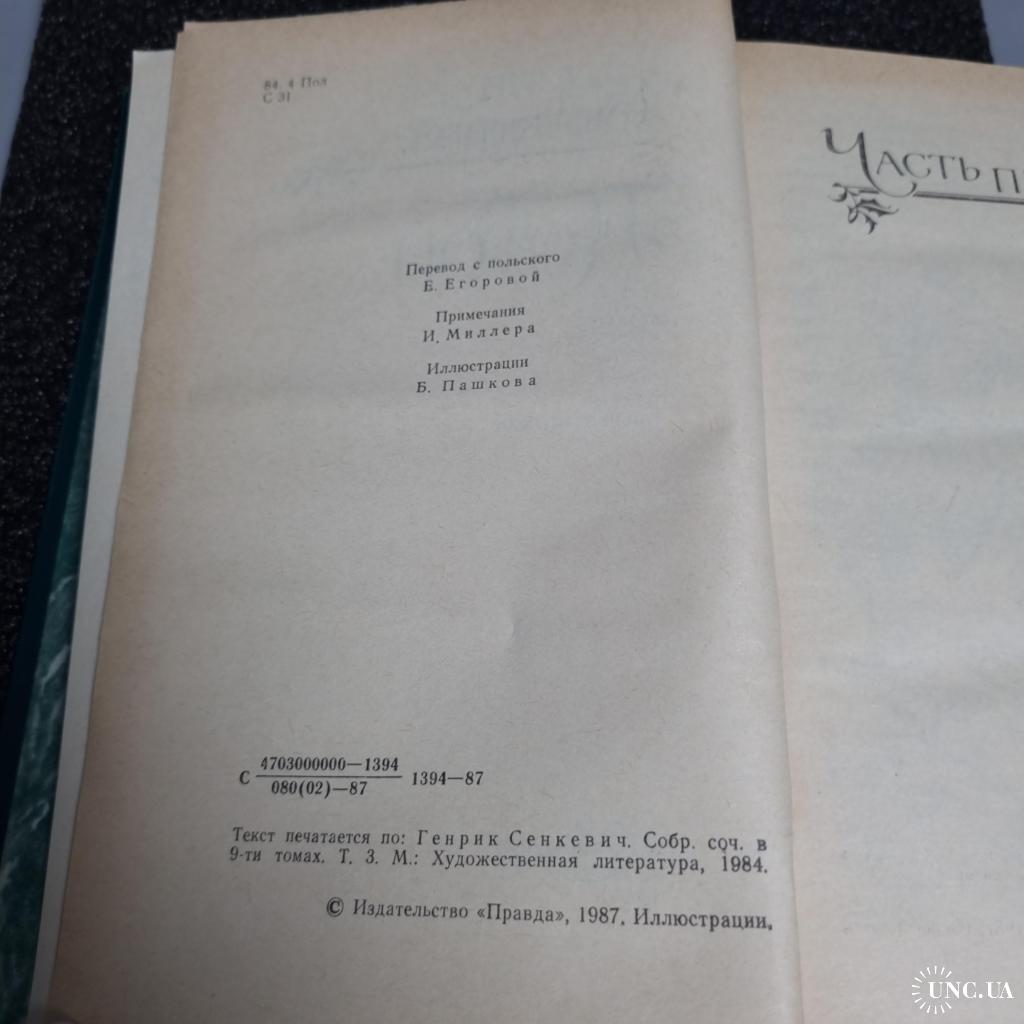 84. 4 Пол
С 31
Перевод с польского
Е. Егоровой
Примечания
И. Миллера
Иллюстрации
Б. Пашкова
С 4703000000—1394 1394—87
080(02)—87
Текст печатается по: Генрик Сенкевич. Собр. соч. в
9-ти томах. Т. 3. М.: Художественная литература, 1984.
© Издательство «Правда», 1987. Иллюстрации.
ЧАСТЬ П
UNC.UA